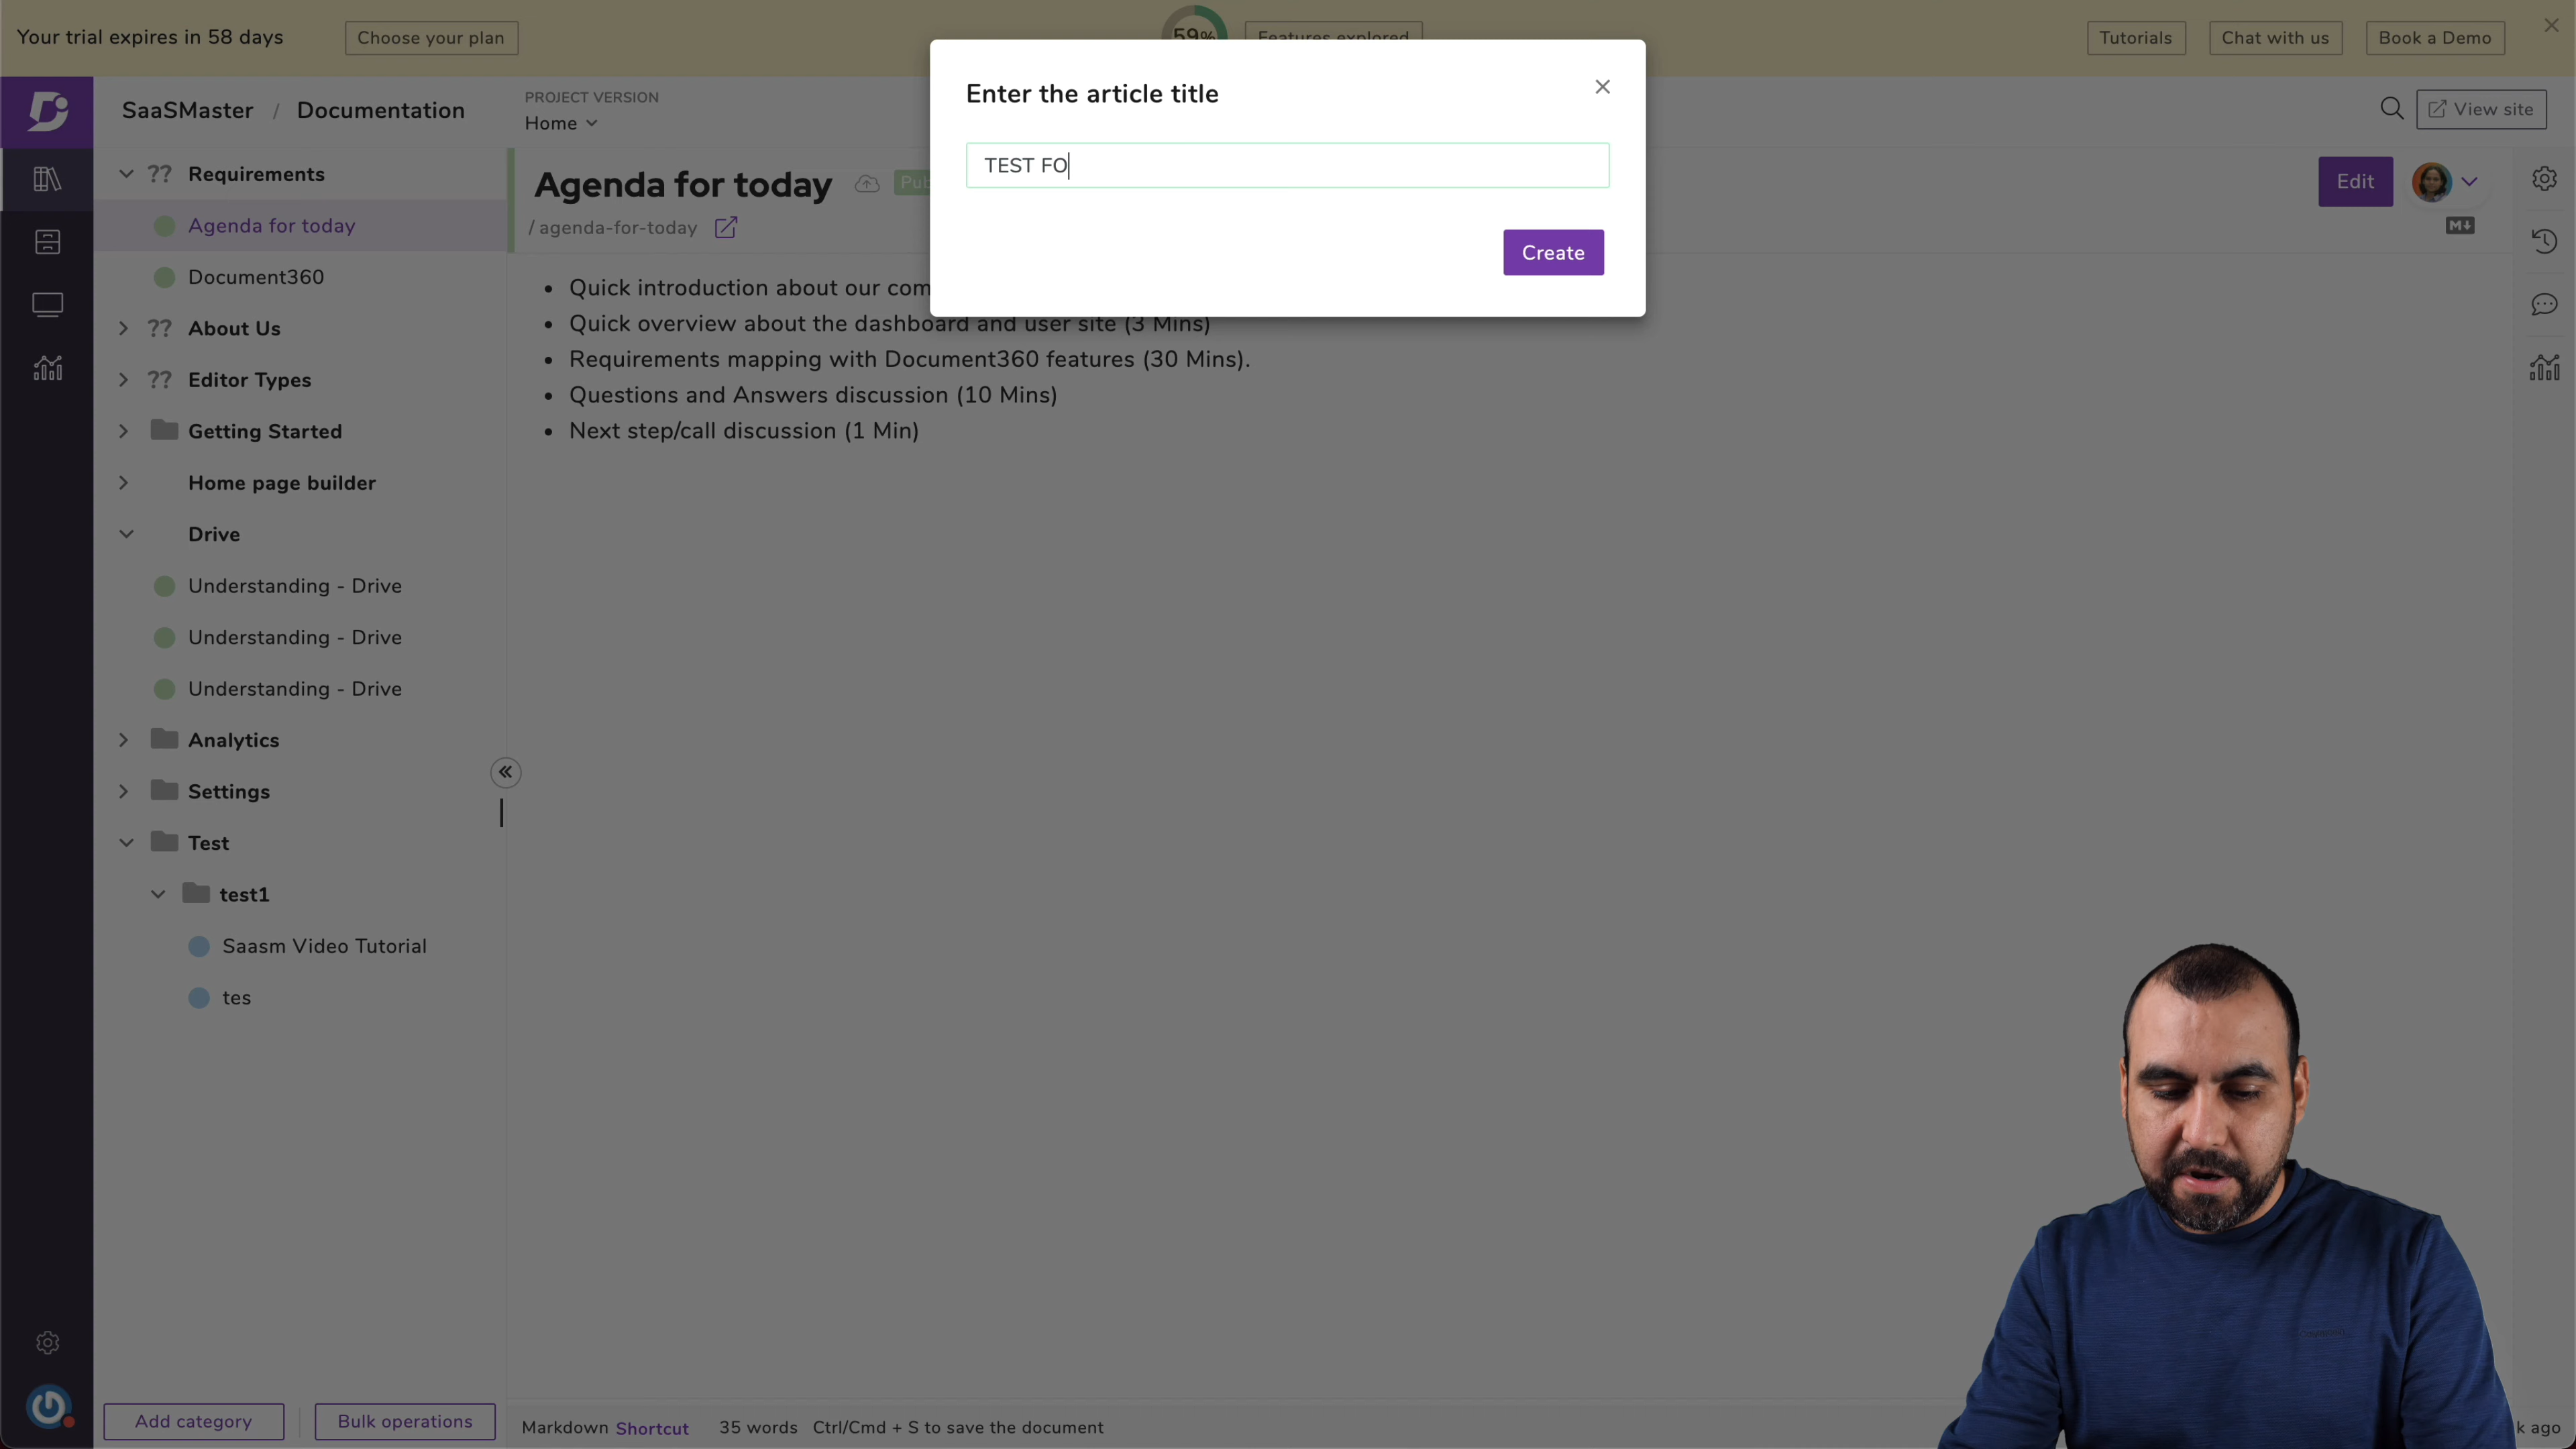 Your trial expires in 58 days
Choose your plan
59%
Features explored
Tutorials
Chat with us
Book a Demo
SaaSMaster / Documentation
PROJECT VERSION
Home
View site
Enter the article title
TEST FO
Create
Requirements
Agenda for today
Document360
About Us
Editor Types
Getting Started
Home page builder
Drive
Understanding - Drive
Understanding - Drive
Understanding - Drive
Analytics
Settings
Test
test1
Saasm Video Tutorial
tes
Add category
Bulk operations
Agenda for today
Edit
/ agenda-for-today
M
• Quick introduction about our
• Quick overview about the dashboard and user site (3 Mins)
• Requirements mapping with Document360 features (30 Mins).
• Questions and Answers discussion (10 Mins)
• Next step/call discussion (1 Min)
Markdown Shortcut 35 words Ctrl/Cmd + S to save the document
ago